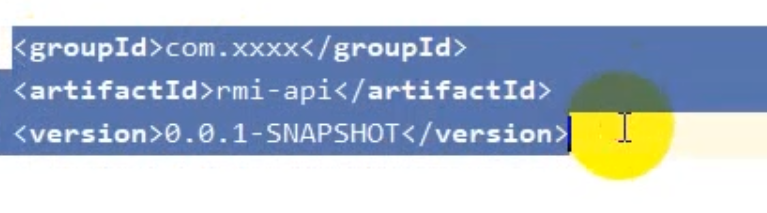 <groupId>com.xxxx</groupId>
<artifactId>rmi-api</artifactId>
<version>0.0.1-SNAPSHOT</version>